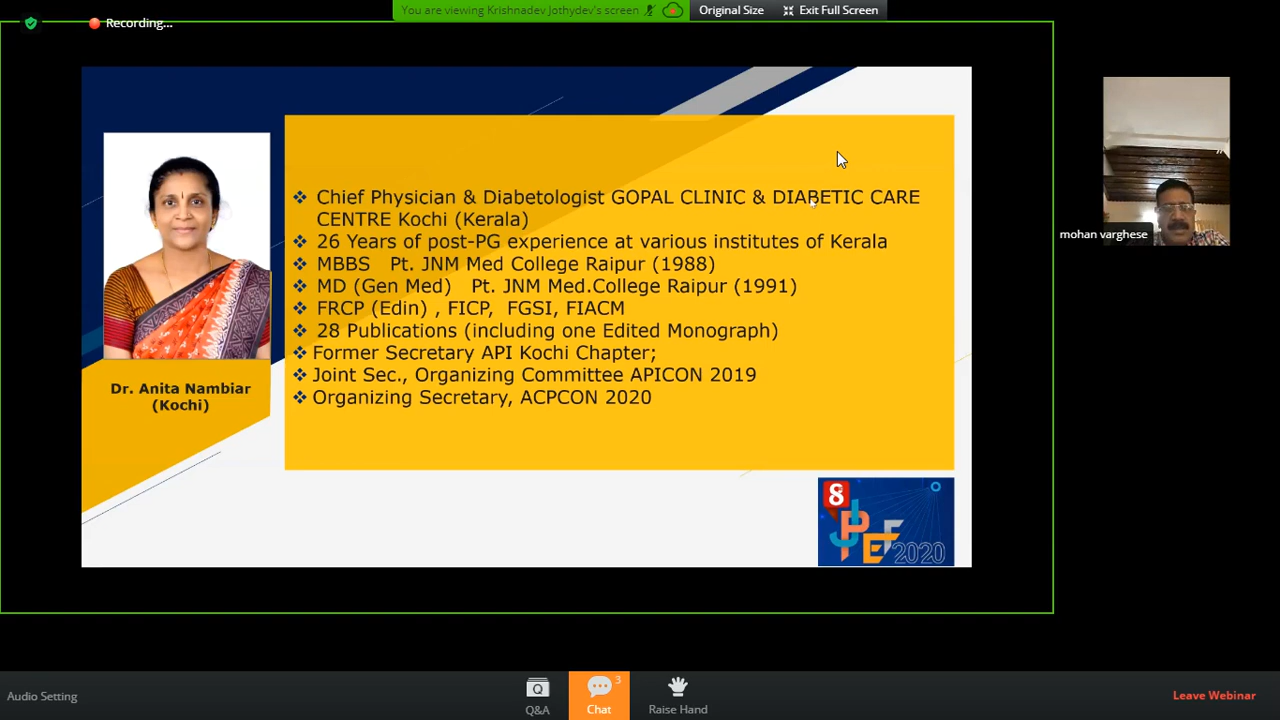 You are viewing Krishnadev Jothydev's screen
Original Size
Exit Full Screen
Recording...
❖ Chief Physician & Diabetologist GOPAL CLINIC & DIABETIC CARE
CENTRE Kochi (Kerala)
❖ 26 Years of post-PG experience at various institutes of Kerala
❖ MBBS Pt. JNM Med College Raipur (1988)
❖ MD (Gen Med) Pt. JNM Med.College Raipur (1991)
❖ FRCP (Edin) , FICP, FGSI, FIACM
❖ 28 Publications (including one Edited Monograph)
❖ Former Secretary API Kochi Chapter;
❖ Joint Sec., Organizing Committee APICON 2019
❖ Organizing Secretary, ACPCON 2020
Dr. Anita Nambiar
(Kochi)
8
JPEF
2020
mohan varghese
Audio Setting
Q
Q&A
3
Chat
Raise Hand
Leave Webinar